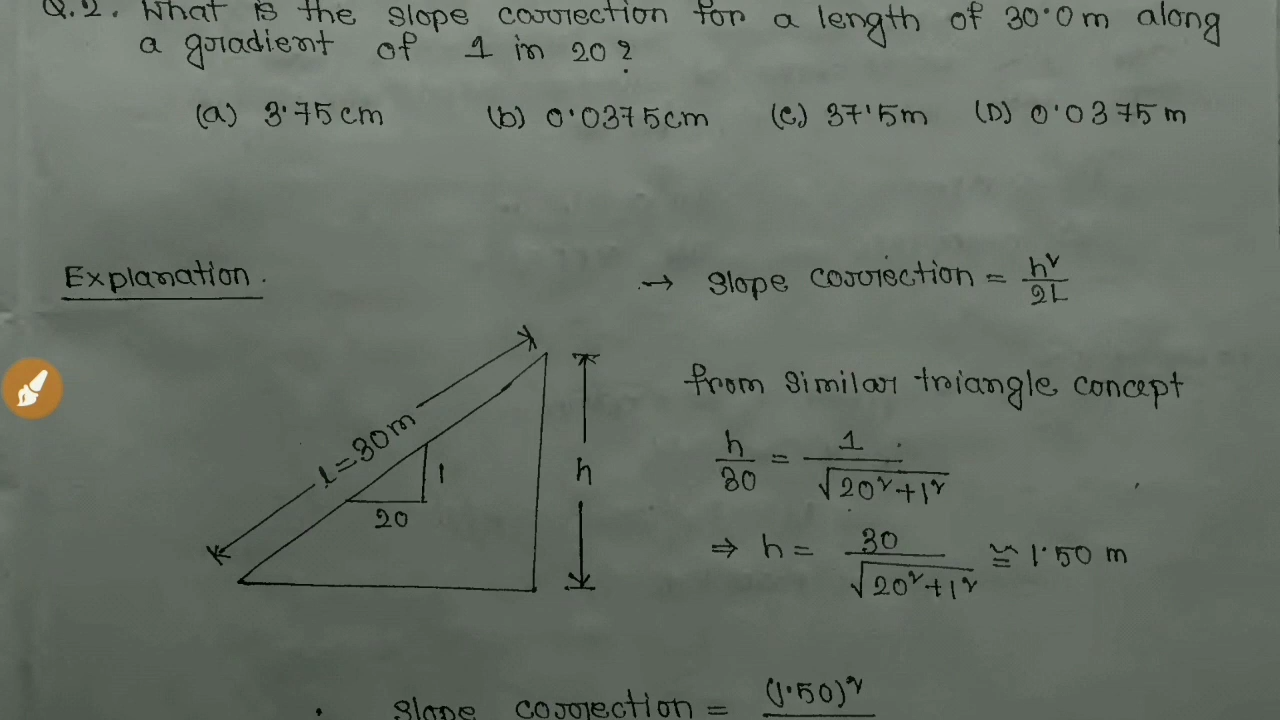 Q.2. What is the slope correction for a length of 30.0 m along
a gradient of 1 in 20?
(a) 3.75 cm (b) 0.0375 cm (c) 37.5 m (D) 0.0375 m
Explanation.
→ Slope correction = h²/2L
from similar triangle concept
l = 30m
1
20
h
h/30 = 1/√20²+1²
⇒ h = 30/√20²+1² ≅ 1.50 m
∴ Slope correction = (1.50)²